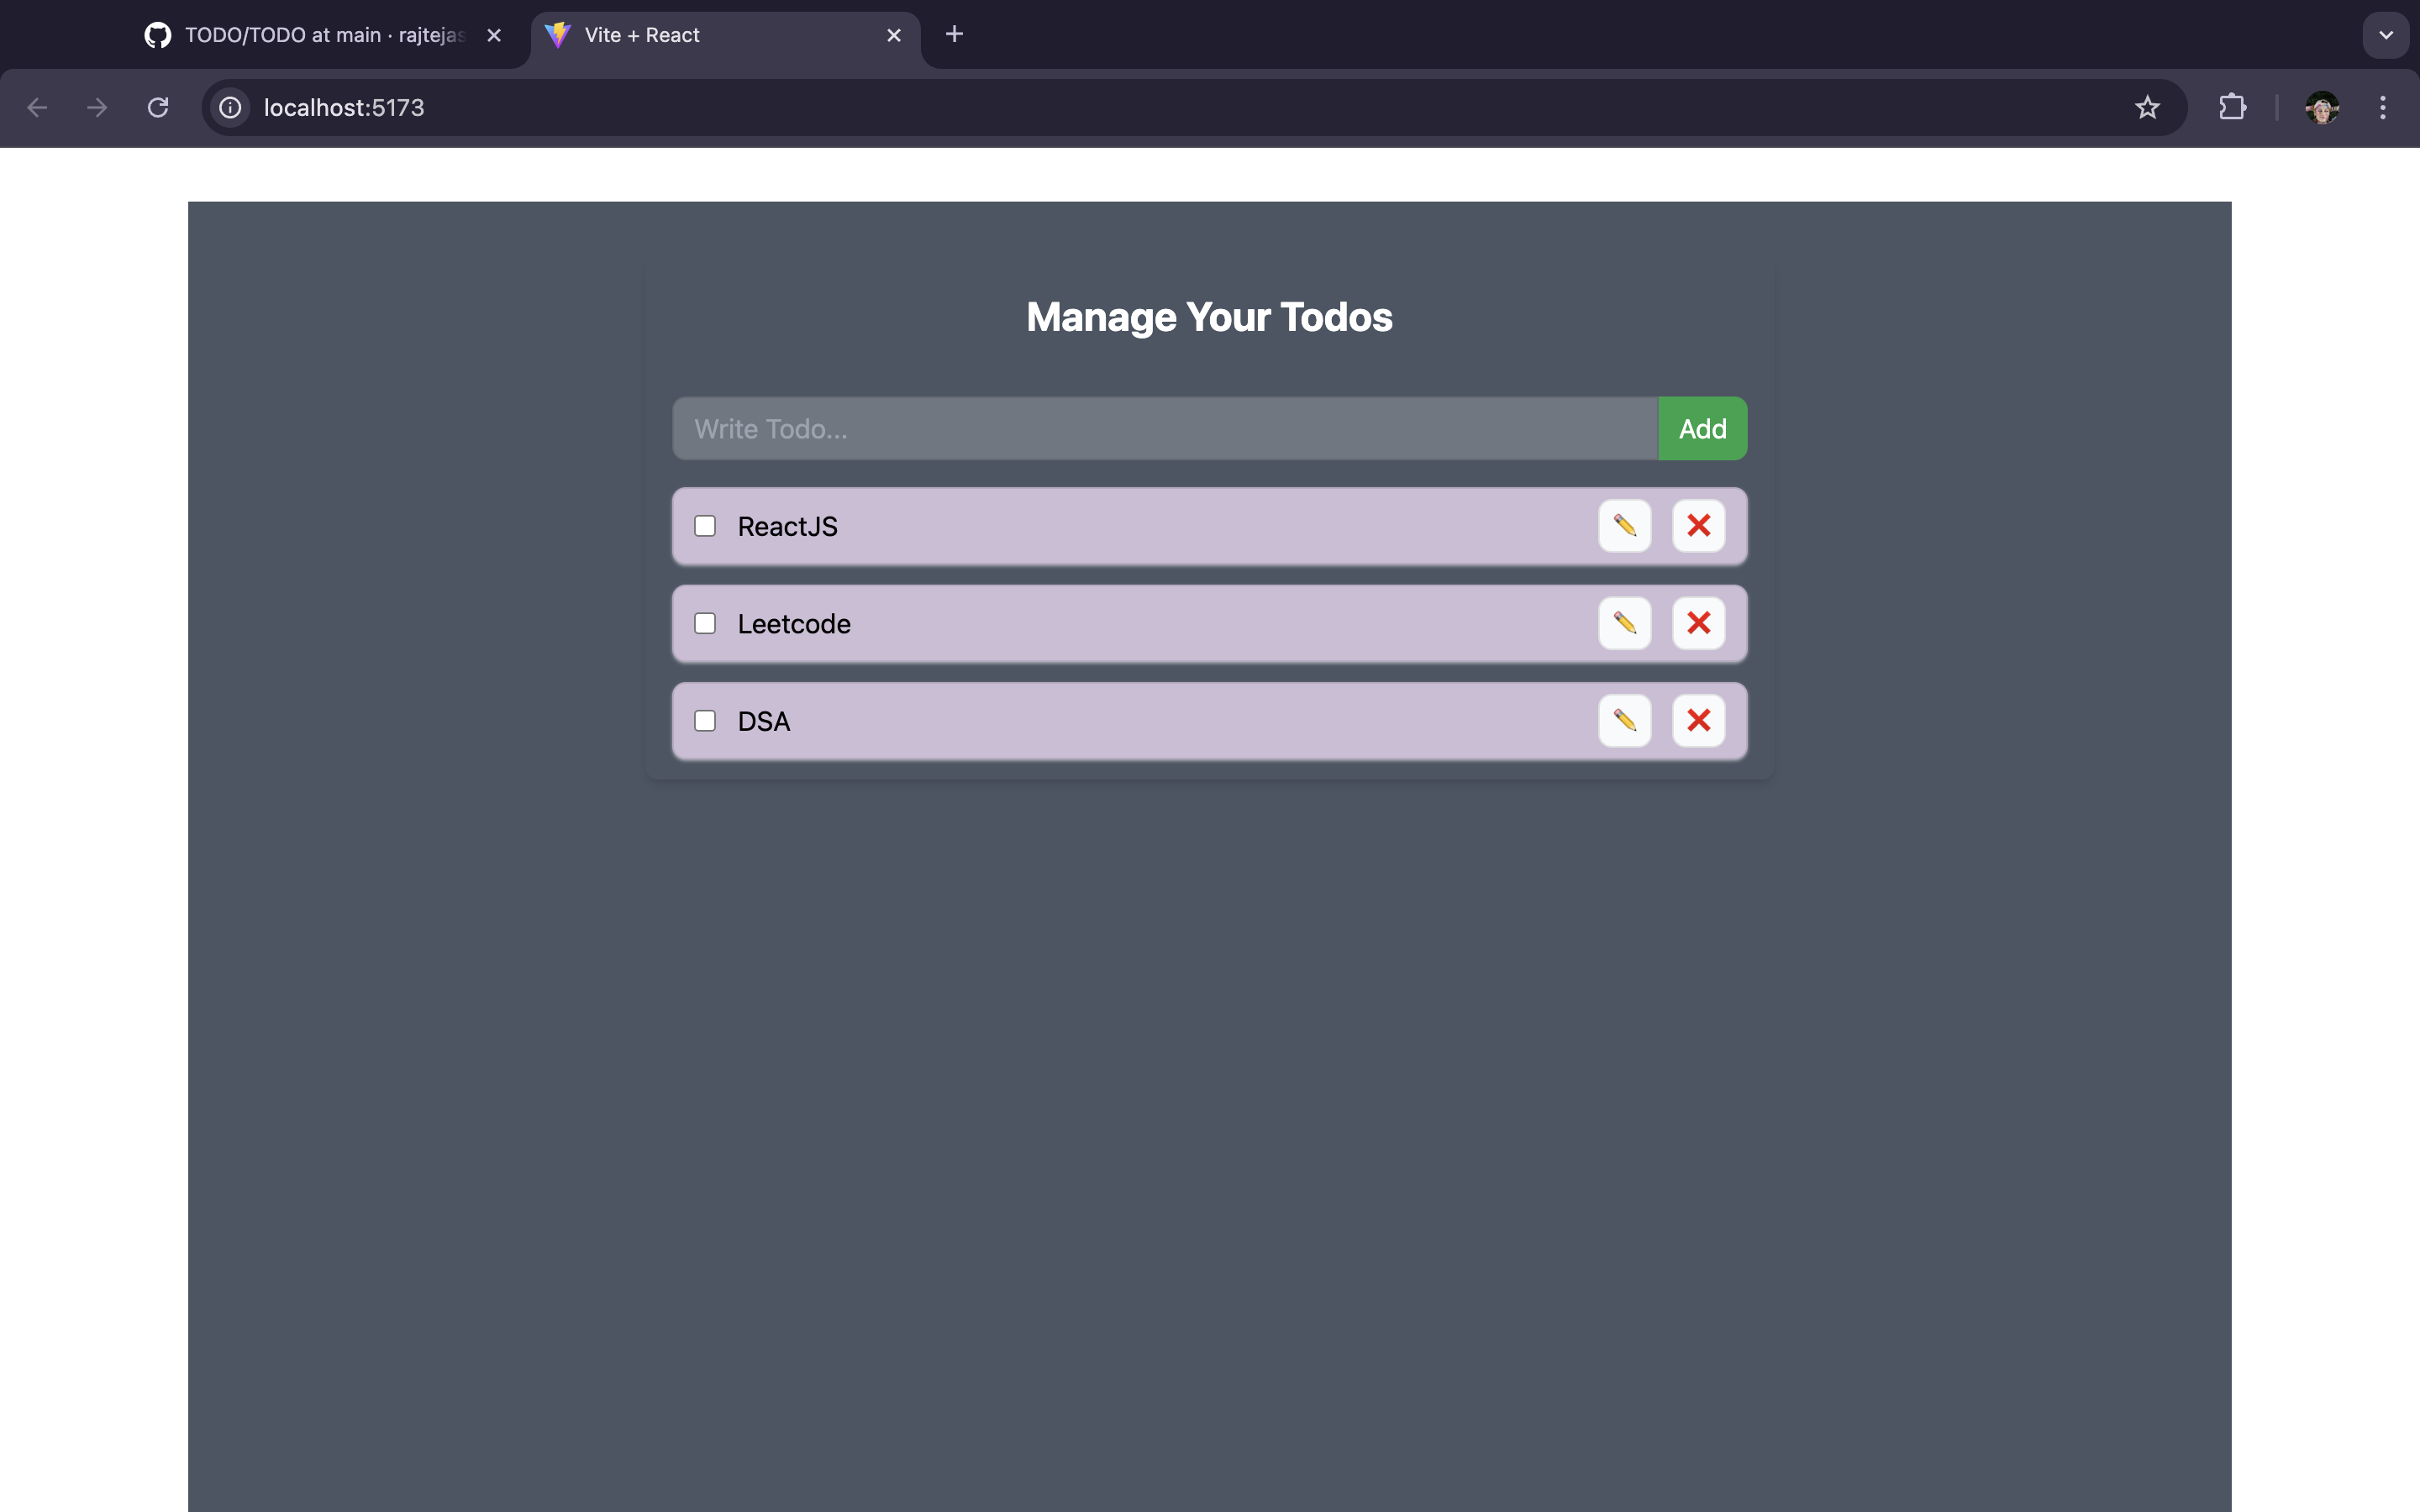 TODO/TODO at main · rajtejas
Vite + React
localhost:5173
Manage Your Todos
Write Todo...
Add
ReactJS
Leetcode
DSA